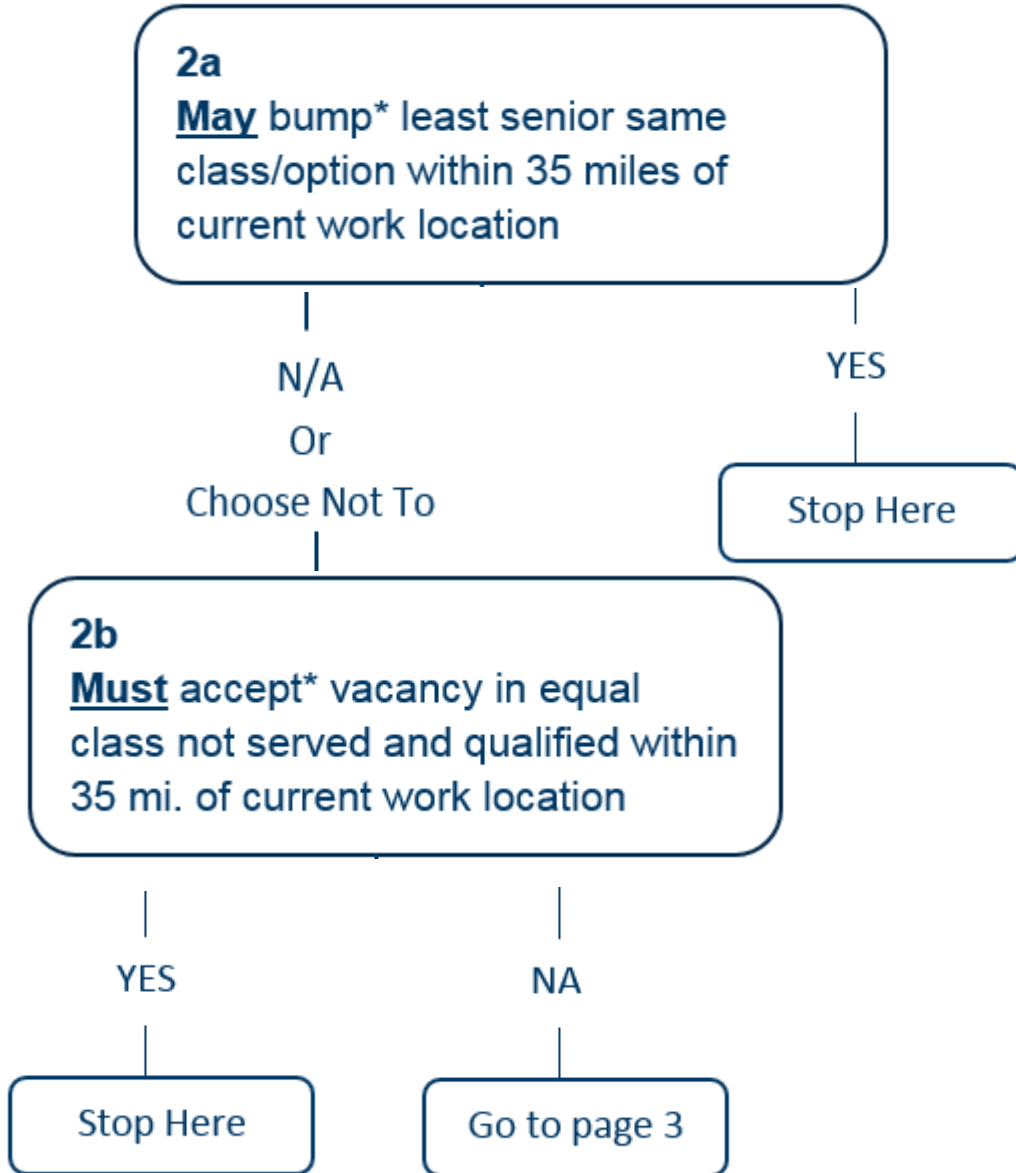 2a
May bump* least senior same
class/option within 35 miles of
current work location
N/A
Or
Choose Not To
YES
Stop Here
2b
Must accept* vacancy in equal
class not served and qualified within
35 mi. of current work location
YES
NA
Stop Here
Go to page 3